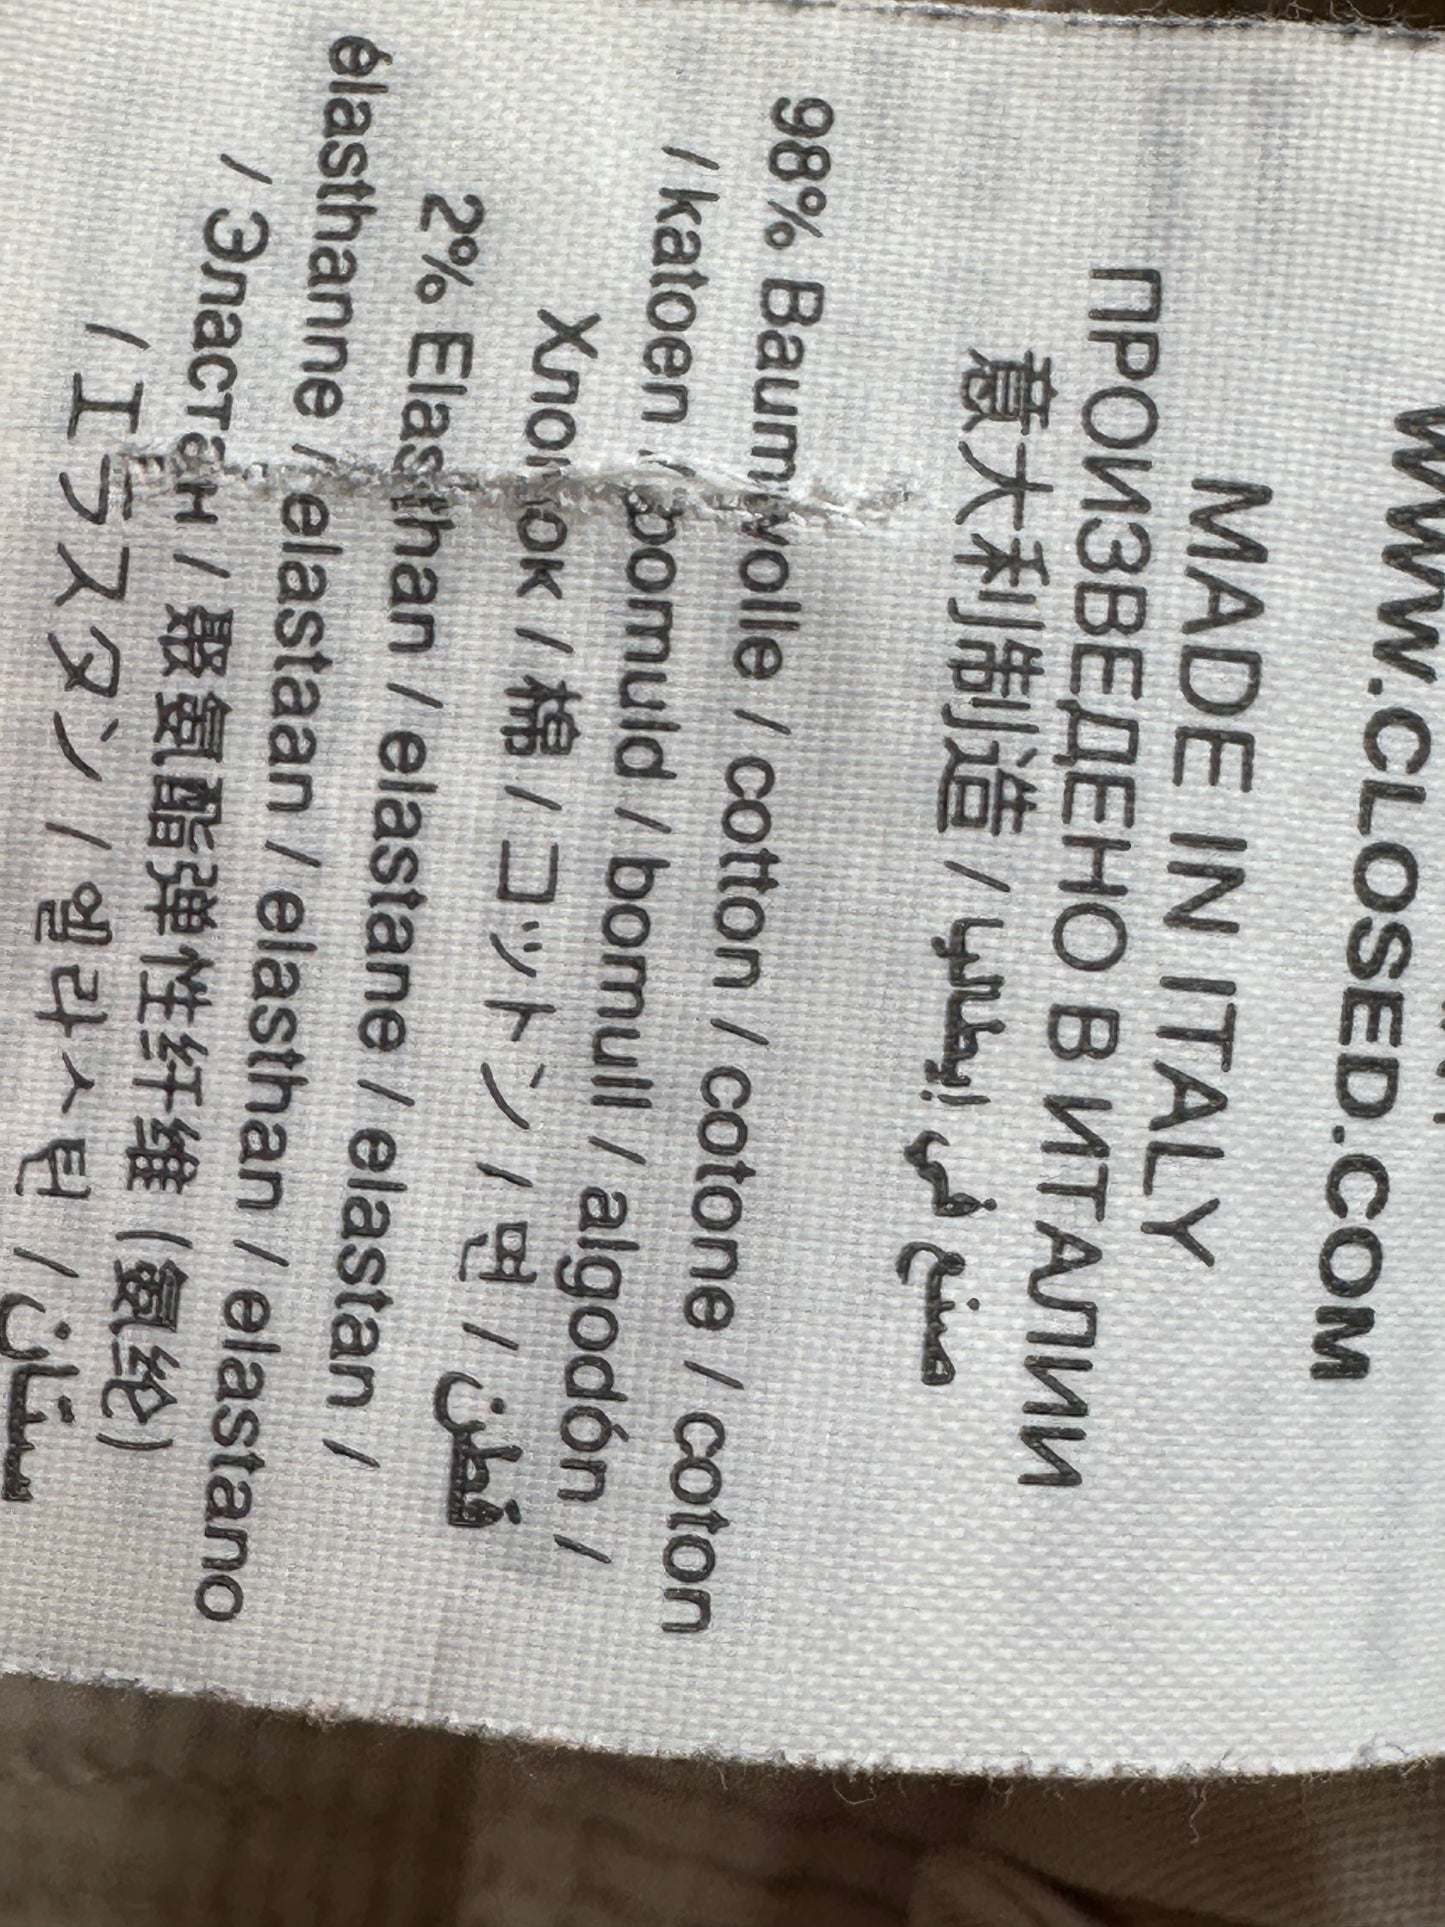 WWW.CLOSED.COM
MADE IN ITALY
ПРОИЗВЕДЕНО В ИТАЛИИ
意大利制造 / صنع في إيطاليا
98% Baumwolle / cotton / cotone / coton
/ katoen / bomuld / bomull / algodón /
Хлопок / 棉 / コットン / 면 / قطن
2% Elasthan / elastane / elastan /
élasthanne / elastaan / elasthan / elastano
/ Эластан / 聚氨酯弹性纤维 (氨纶)
/ エラスタン / 엘라스턴 /